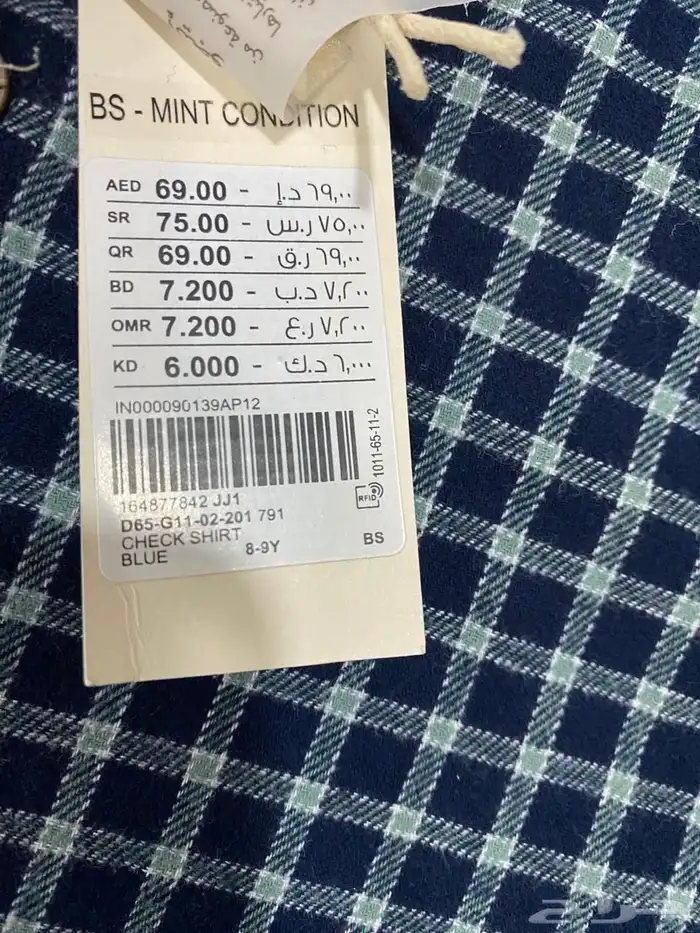 BS - MINT CONDITION
AED 69.00 - ٦٩,٠٠ د.إ
SR 75.00 - ٧٥,٠٠ ر.س
QR 69.00 - ٦٩,٠٠ ر.ق
BD 7.200 - ٧,٢٠٠ د.ب
OMR 7.200 - ٧,٢٠٠ ر.ع
KD 6.000 - ٦,٠٠٠ د.ك
IN000090139AP12
1011-65-11-2
RFID
164877842 JJ1
D65-G11-02-201 791
CHECK SHIRT
BLUE 8-9Y BS
حراج